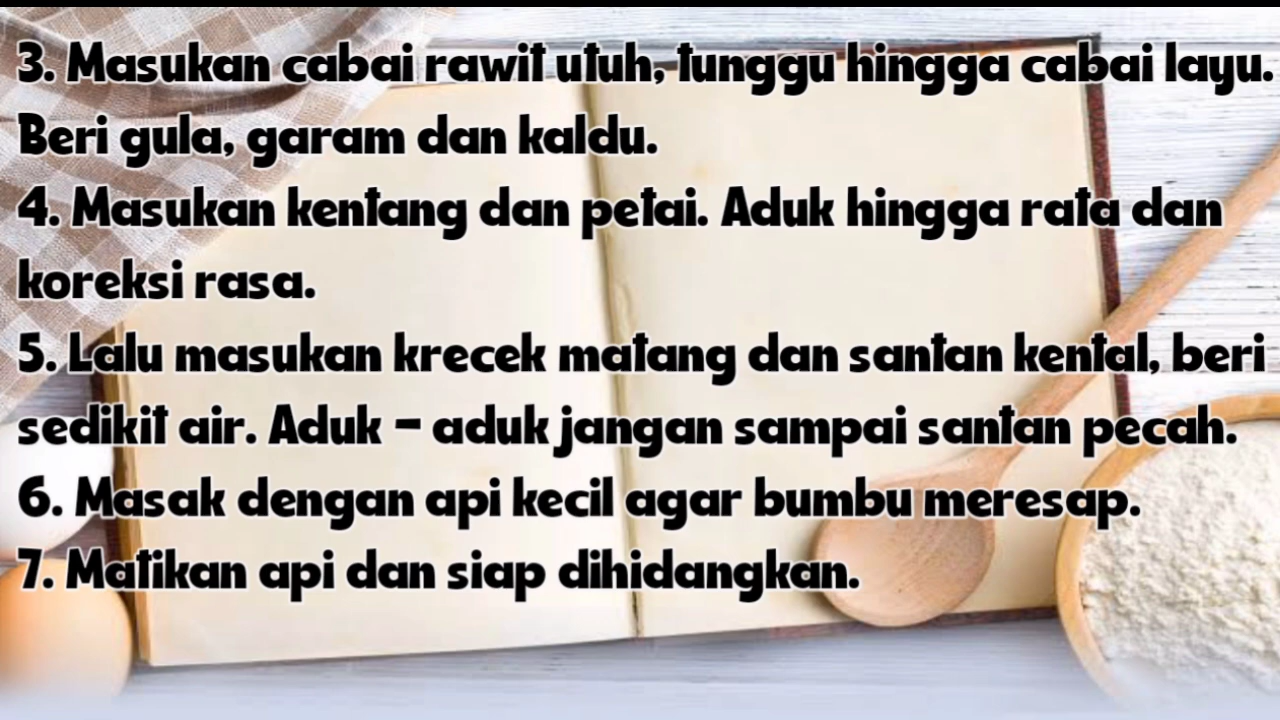 3. Masukan cabai rawit utuh, tunggu hingga cabai layu.
Beri gula, garam dan kaldu.
4. Masukan kentang dan petai. Aduk hingga rata dan
koreksi rasa.
5. Lalu masukan krecek matang dan santan kental, beri
sedikit air. Aduk - aduk jangan sampai santan pecah.
6. Masak dengan api kecil agar bumbu meresap.
7. Matikan api dan siap dihidangkan.